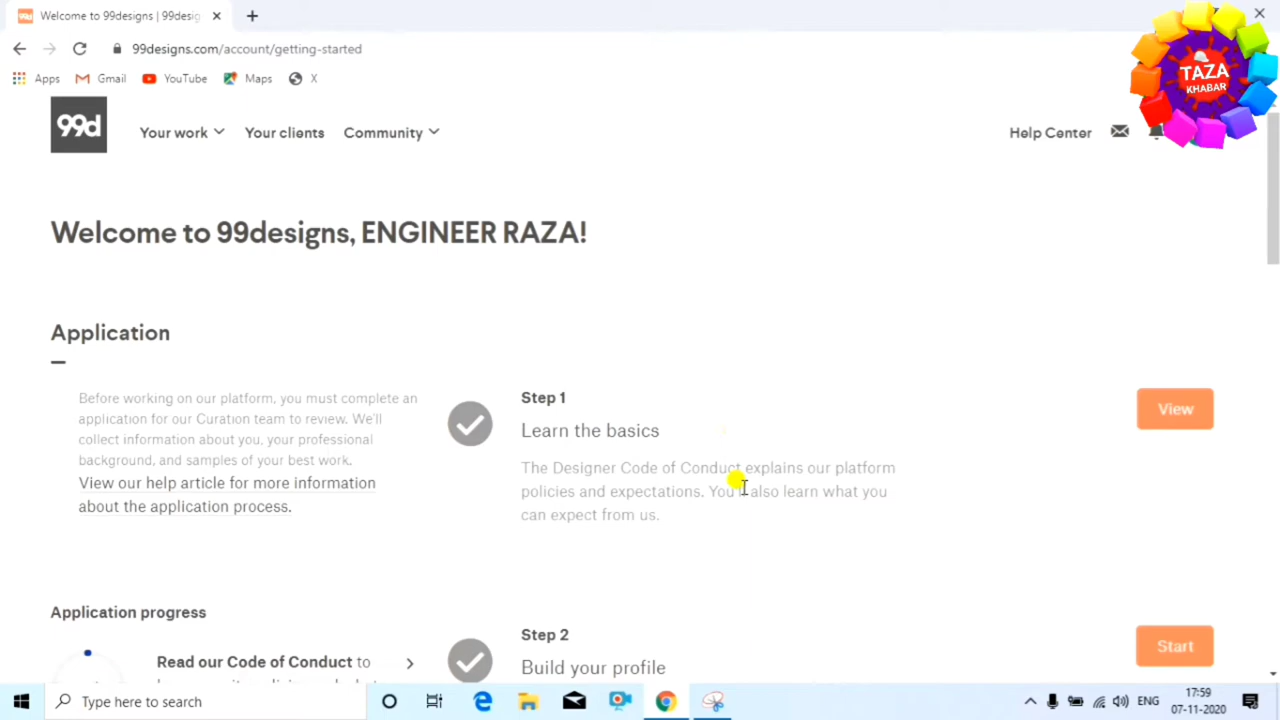 Welcome to 99designs | 99desig
99designs.com/account/getting-started
Apps Gmail YouTube Maps X
TAZA
KHABAR
99d
Your work Your clients Community Help Center
Welcome to 99designs, ENGINEER RAZA!
Application
Before working on our platform, you must complete an
application for our Curation team to review. We'll
collect information about you, your professional
background, and samples of your best work.
View our help article for more information
about the application process.
Step 1
Learn the basics
The Designer Code of Conduct explains our platform
policies and expectations. You'll also learn what you
can expect from us.
View
Application progress
Read our Code of Conduct to
Step 2
Build your profile
Start
Type here to search
ENG
17:59
07-11-2020